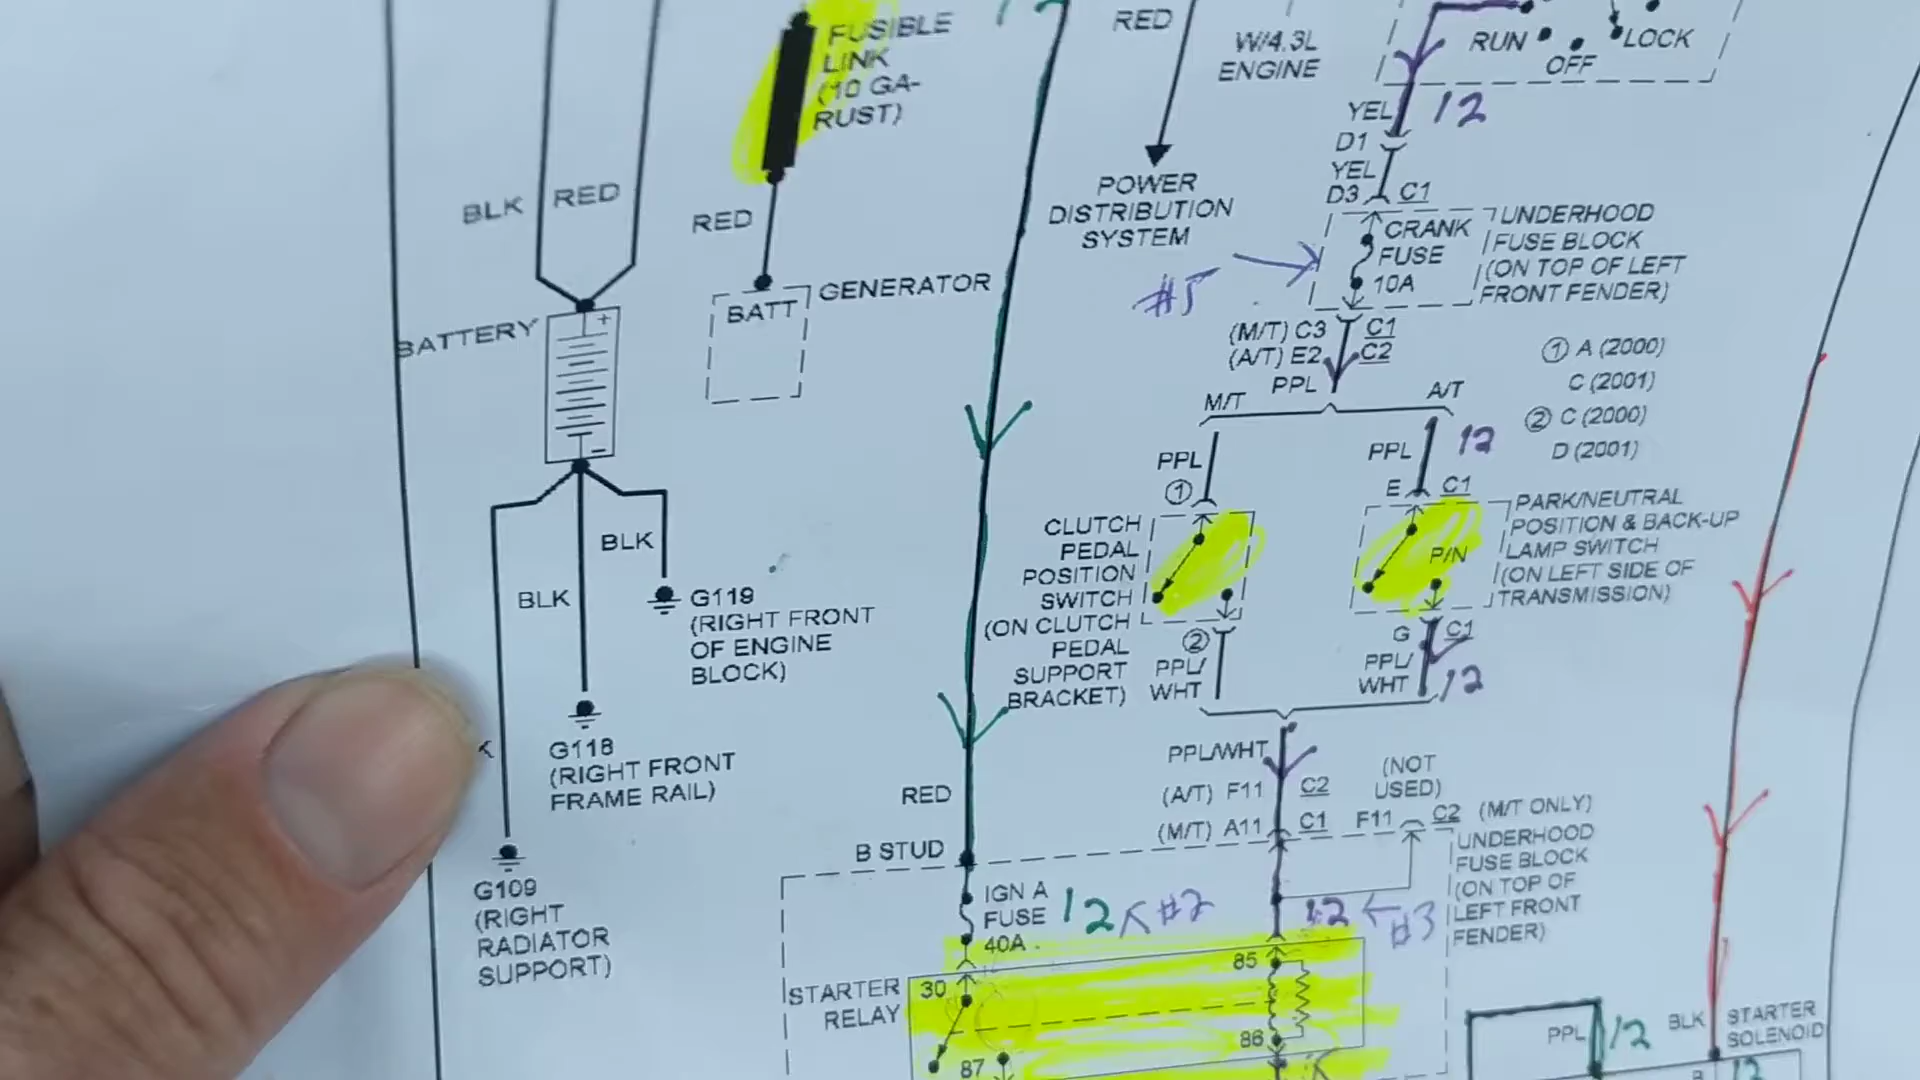 FUSIBLE
LINK
(10 GA-
RUST)
RED
W/4.3L
ENGINE
RUN
LOCK
OFF
YEL
12
D1
YEL
D3
C1
BLK
RED
RED
POWER
DISTRIBUTION
SYSTEM
CRANK
FUSE
10A
UNDERHOOD
FUSE BLOCK
(ON TOP OF LEFT
FRONT FENDER)
#5
BATT
GENERATOR
BATTERY
+
−
(M/T) C3
C1
(A/T) E2
C2
PPL
M/T
A/T
① A (2000)
C (2001)
② C (2000)
D (2001)
PPL
①
PPL
12
E
C1
CLUTCH
PEDAL
POSITION
SWITCH
(ON CLUTCH
PEDAL
SUPPORT
BRACKET)
P/N
PARK/NEUTRAL
POSITION & BACK-UP
LAMP SWITCH
(ON LEFT SIDE OF
TRANSMISSION)
BLK
BLK
G119
(RIGHT FRONT
OF ENGINE
BLOCK)
②
PPL/
WHT
G
C1
PPL/
WHT
12
K
G118
(RIGHT FRONT
FRAME RAIL)
RED
PPL/WHT
(A/T) F11
C2
(M/T) A11
C1
(NOT
USED)
F11
C2
(M/T ONLY)
UNDERHOOD
FUSE BLOCK
(ON TOP OF
LEFT FRONT
FENDER)
B STUD
G109
(RIGHT
RADIATOR
SUPPORT)
IGN A
FUSE
40A
12
#2
12
#3
STARTER
RELAY
30
85
86
87
PPL
12
BLK
STARTER
SOLENOID
B
12